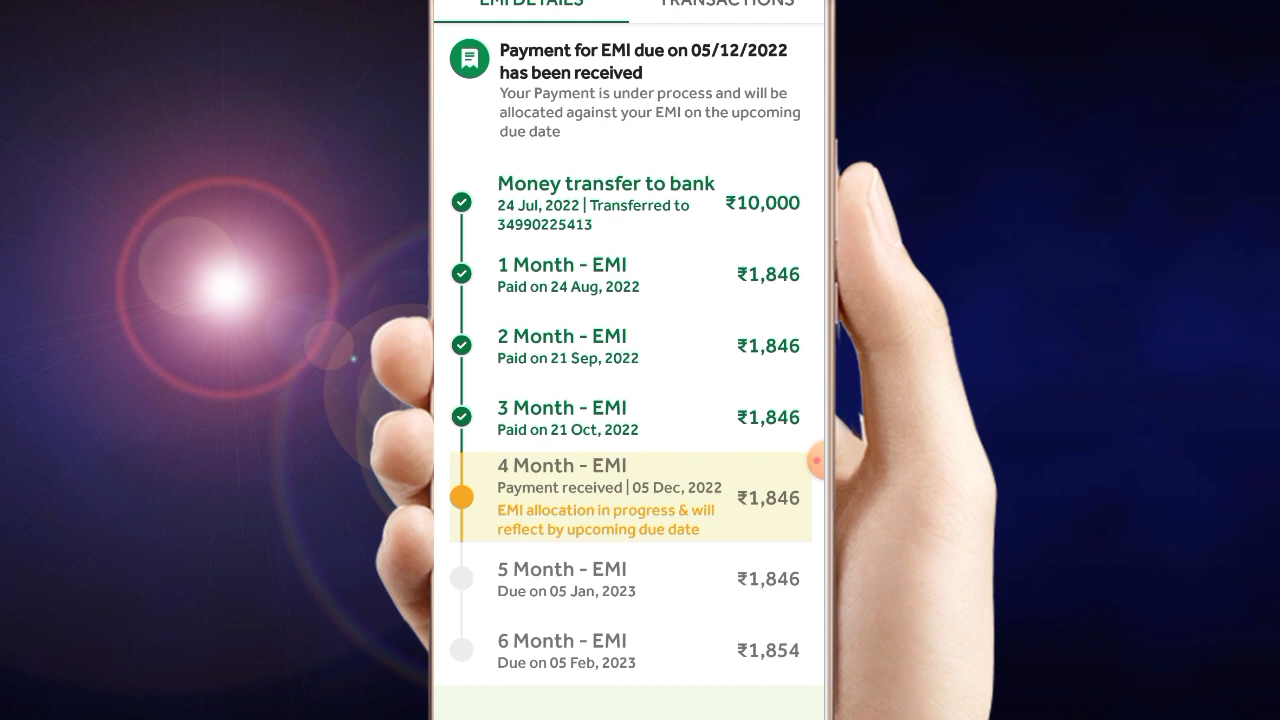 EMI DETAILS
TRANSACTIONS
Payment for EMI due on 05/12/2022
has been received
Your Payment is under process and will be
allocated against your EMI on the upcoming
due date
Money transfer to bank
24 Jul, 2022 | Transferred to
34990225413
₹10,000
1 Month - EMI
Paid on 24 Aug, 2022
₹1,846
2 Month - EMI
Paid on 21 Sep, 2022
₹1,846
3 Month - EMI
Paid on 21 Oct, 2022
₹1,846
4 Month - EMI
Payment received | 05 Dec, 2022
EMI allocation in progress & will
reflect by upcoming due date
₹1,846
5 Month - EMI
Due on 05 Jan, 2023
₹1,846
6 Month - EMI
Due on 05 Feb, 2023
₹1,854